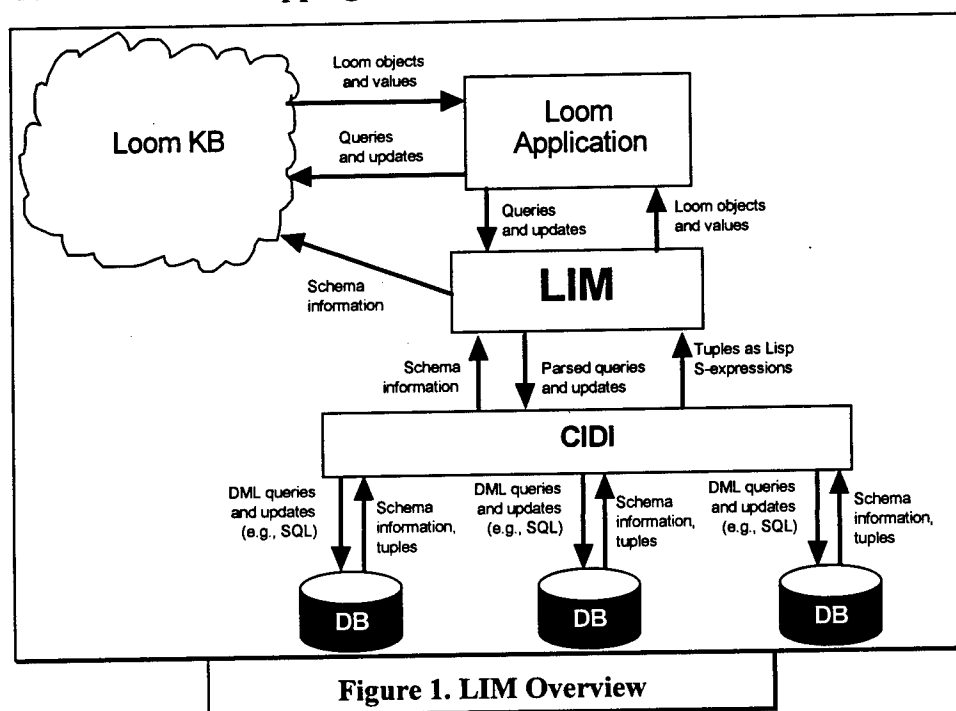 Loom objects
and values
Loom KB
Loom
Application
Queries
and updates
Queries
and updates
Loom objects
and values
LIM
Schema
information
Schema
information
Parsed queries
and updates
Tuples as Lisp
S-expressions
CIDI
DML queries
and updates
(e.g., SQL)
Schema
information,
tuples
DML queries
and updates
(e.g., SQL)
Schema
information,
tuples
DML queries
and updates
(e.g., SQL)
Schema
information,
tuples
DB
DB
DB
Figure 1. LIM Overview